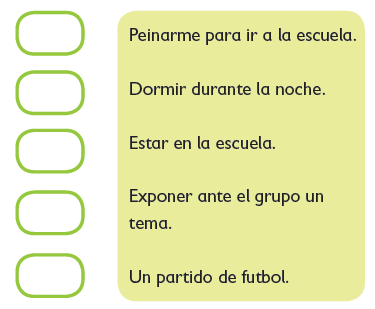 Peinarme para ir a la escuela.
Dormir durante la noche.
Estar en la escuela.
Exponer ante el grupo un
tema.
Un partido de futbol.